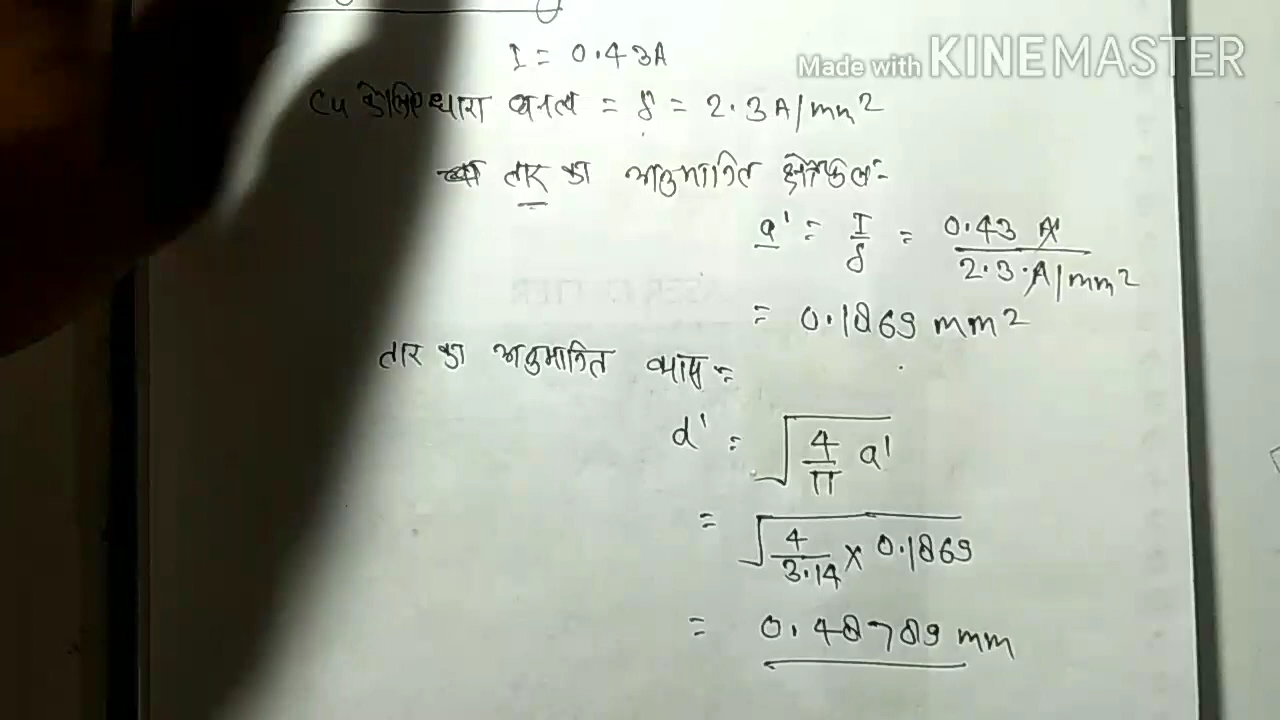 Made with KINEMASTER
I = 0.43A
Cu के लिए धारा घनत्व = δ = 2.3 A/mm2
तार का अनुमानित क्षेत्रफल:-
a' = I/δ = 0.43 A / 2.3 A/mm2
= 0.1869 mm2
तार का अनुमानित व्यास =
d' = √(4/π a')
= √(4/3.14 × 0.1869)
= 0.48789 mm